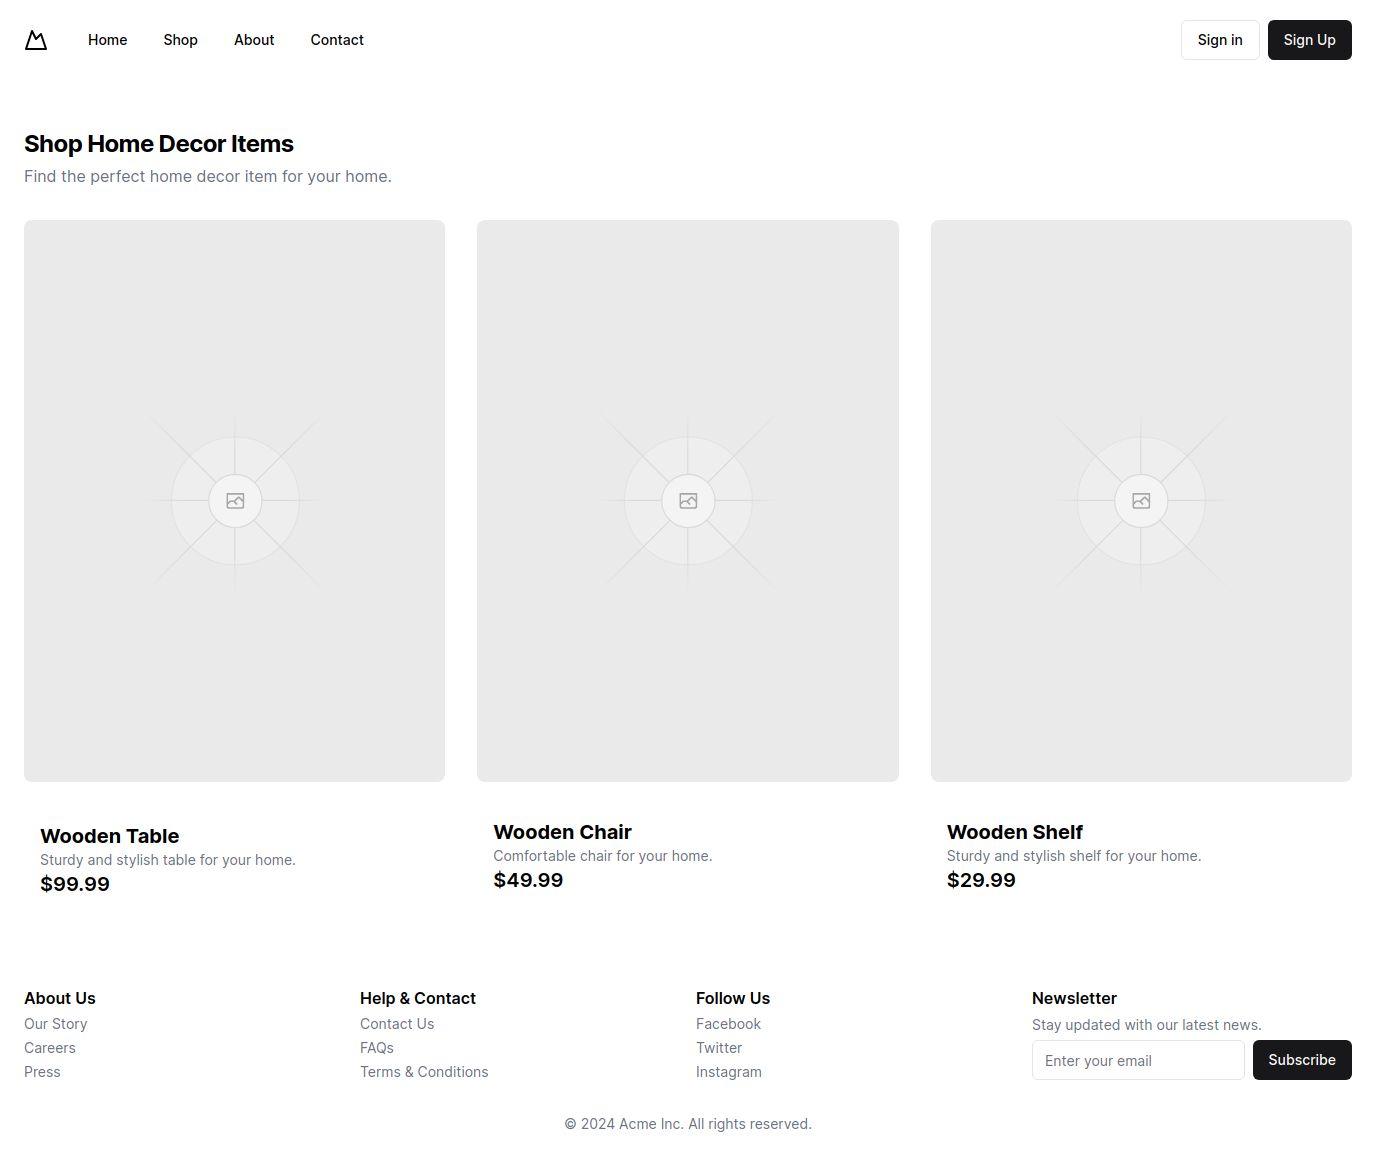 Home
Shop
About
Contact
Sign in
Sign Up
Shop Home Decor Items
Find the perfect home decor item for your home.
Wooden Table
Sturdy and stylish table for your home.
$99.99
Wooden Chair
Comfortable chair for your home.
$49.99
Wooden Shelf
Sturdy and stylish shelf for your home.
$29.99
About Us
Our Story
Careers
Press
Help & Contact
Contact Us
FAQs
Terms & Conditions
Follow Us
Facebook
Twitter
Instagram
Newsletter
Stay updated with our latest news.
Enter your email
Subscribe
© 2024 Acme Inc. All rights reserved.